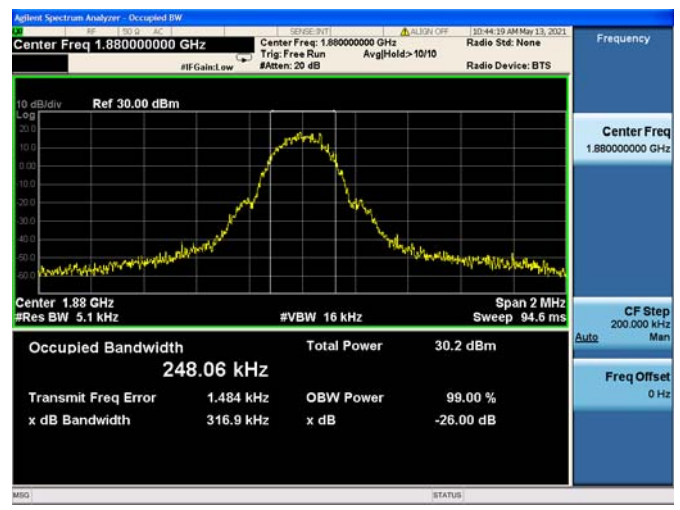 Agilent Spectrum Analyzer - Occupied BW
RF 50 Ω AC SENSE:INT ALIGN OFF 10:44:19 AM May 13, 2021
Center Freq 1.880000000 GHz
Center Freq: 1.880000000 GHz
Radio Std: None
Trig: Free Run Avg|Hold:>10/10
#IFGain:Low #Atten: 20 dB Radio Device: BTS
10 dB/div Ref 30.00 dBm
Log
20.0
10.0
0.00
-10.0
-20.0
-30.0
-40.0
-50.0
-60.0
Center 1.88 GHz Span 2 MHz
#Res BW 5.1 kHz #VBW 16 kHz Sweep 94.6 ms
Occupied Bandwidth Total Power 30.2 dBm
248.06 kHz
Transmit Freq Error 1.484 kHz OBW Power 99.00 %
x dB Bandwidth 316.9 kHz x dB -26.00 dB
Frequency
Center Freq
1.880000000 GHz
CF Step
200.000 kHz
Auto Man
Freq Offset
0 Hz
MSG STATUS